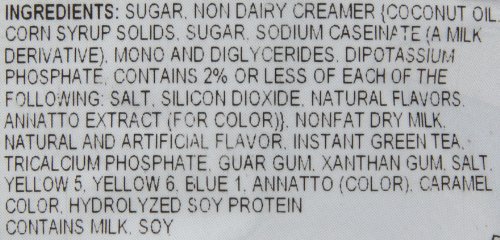 INGREDIENTS: SUGAR, NON DAIRY CREAMER {COCONUT OIL
CORN SYRUP SOLIDS, SUGAR, SODIUM CASEINATE (A MILK
DERIVATIVE), MONO AND DIGLYCERIDES, DIPOTASSIUM
PHOSPHATE, CONTAINS 2% OR LESS OF EACH OF THE
FOLLOWING: SALT, SILICON DIOXIDE, NATURAL FLAVORS,
ANNATTO EXTRACT (FOR COLOR)}, NONFAT DRY MILK,
NATURAL AND ARTIFICIAL FLAVOR, INSTANT GREEN TEA,
TRICALCIUM PHOSPHATE, GUAR GUM, XANTHAN GUM, SALT,
YELLOW 5, YELLOW 6, BLUE 1, ANNATTO (COLOR), CARAMEL
COLOR, HYDROLYZED SOY PROTEIN
CONTAINS MILK, SOY